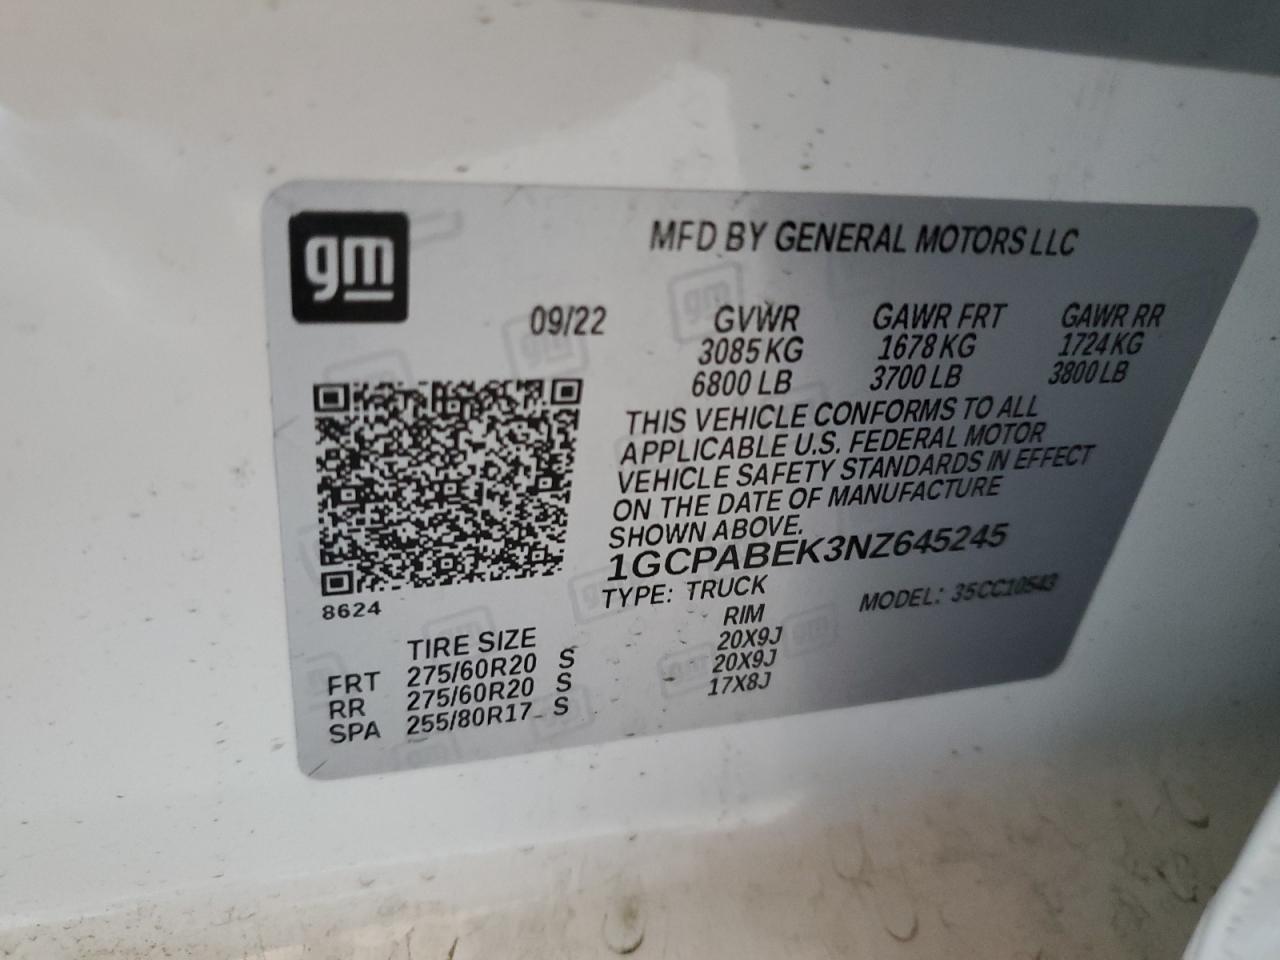 gm
MFD BY GENERAL MOTORS LLC
09/22
GVWR GAWR FRT GAWR RR
3085 KG 1678 KG 1724 KG
6800 LB 3700 LB 3800 LB
THIS VEHICLE CONFORMS TO ALL
APPLICABLE U.S. FEDERAL MOTOR
VEHICLE SAFETY STANDARDS IN EFFECT
ON THE DATE OF MANUFACTURE
SHOWN ABOVE.
1GCPABEK3NZ645245
TYPE: TRUCK
MODEL: 35CC10543
8624
TIRE SIZE RIM
FRT 275/60R20 S 20X9J
RR 275/60R20 S 20X9J
SPA 255/80R17 S 17X8J